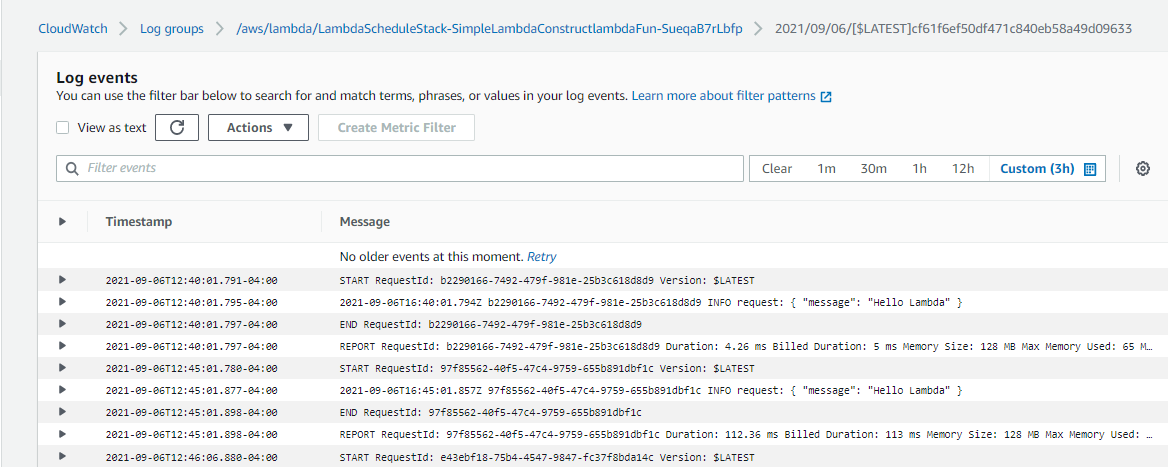 CloudWatch > Log groups > /aws/lambda/LambdaScheduleStack-SimpleLambdaConstructlambdaFun-SueqaB7rLbfp > 2021/09/06/[$LATEST]cf61f6ef50df471c840eb58a49d09633
Log events
You can use the filter bar below to search for and match terms, phrases, or values in your log events. Learn more about filter patterns
View as text Actions Create Metric Filter
Filter events Clear 1m 30m 1h 12h Custom (3h)
Timestamp Message
No older events at this moment. Retry
2021-09-06T12:40:01.791-04:00 START RequestId: b2290166-7492-479f-981e-25b3c618d8d9 Version: $LATEST
2021-09-06T12:40:01.795-04:00 2021-09-06T16:40:01.794Z b2290166-7492-479f-981e-25b3c618d8d9 INFO request: { "message": "Hello Lambda" }
2021-09-06T12:40:01.797-04:00 END RequestId: b2290166-7492-479f-981e-25b3c618d8d9
2021-09-06T12:40:01.797-04:00 REPORT RequestId: b2290166-7492-479f-981e-25b3c618d8d9 Duration: 4.26 ms Billed Duration: 5 ms Memory Size: 128 MB Max Memory Used: 65 M…
2021-09-06T12:45:01.780-04:00 START RequestId: 97f85562-40f5-47c4-9759-655b891dbf1c Version: $LATEST
2021-09-06T12:45:01.877-04:00 2021-09-06T16:45:01.857Z 97f85562-40f5-47c4-9759-655b891dbf1c INFO request: { "message": "Hello Lambda" }
2021-09-06T12:45:01.898-04:00 END RequestId: 97f85562-40f5-47c4-9759-655b891dbf1c
2021-09-06T12:45:01.898-04:00 REPORT RequestId: 97f85562-40f5-47c4-9759-655b891dbf1c Duration: 112.36 ms Billed Duration: 113 ms Memory Size: 128 MB Max Memory Used: …
2021-09-06T12:46:06.880-04:00 START RequestId: e43ebf18-75b4-4547-9847-fc37f8bda14c Version: $LATEST